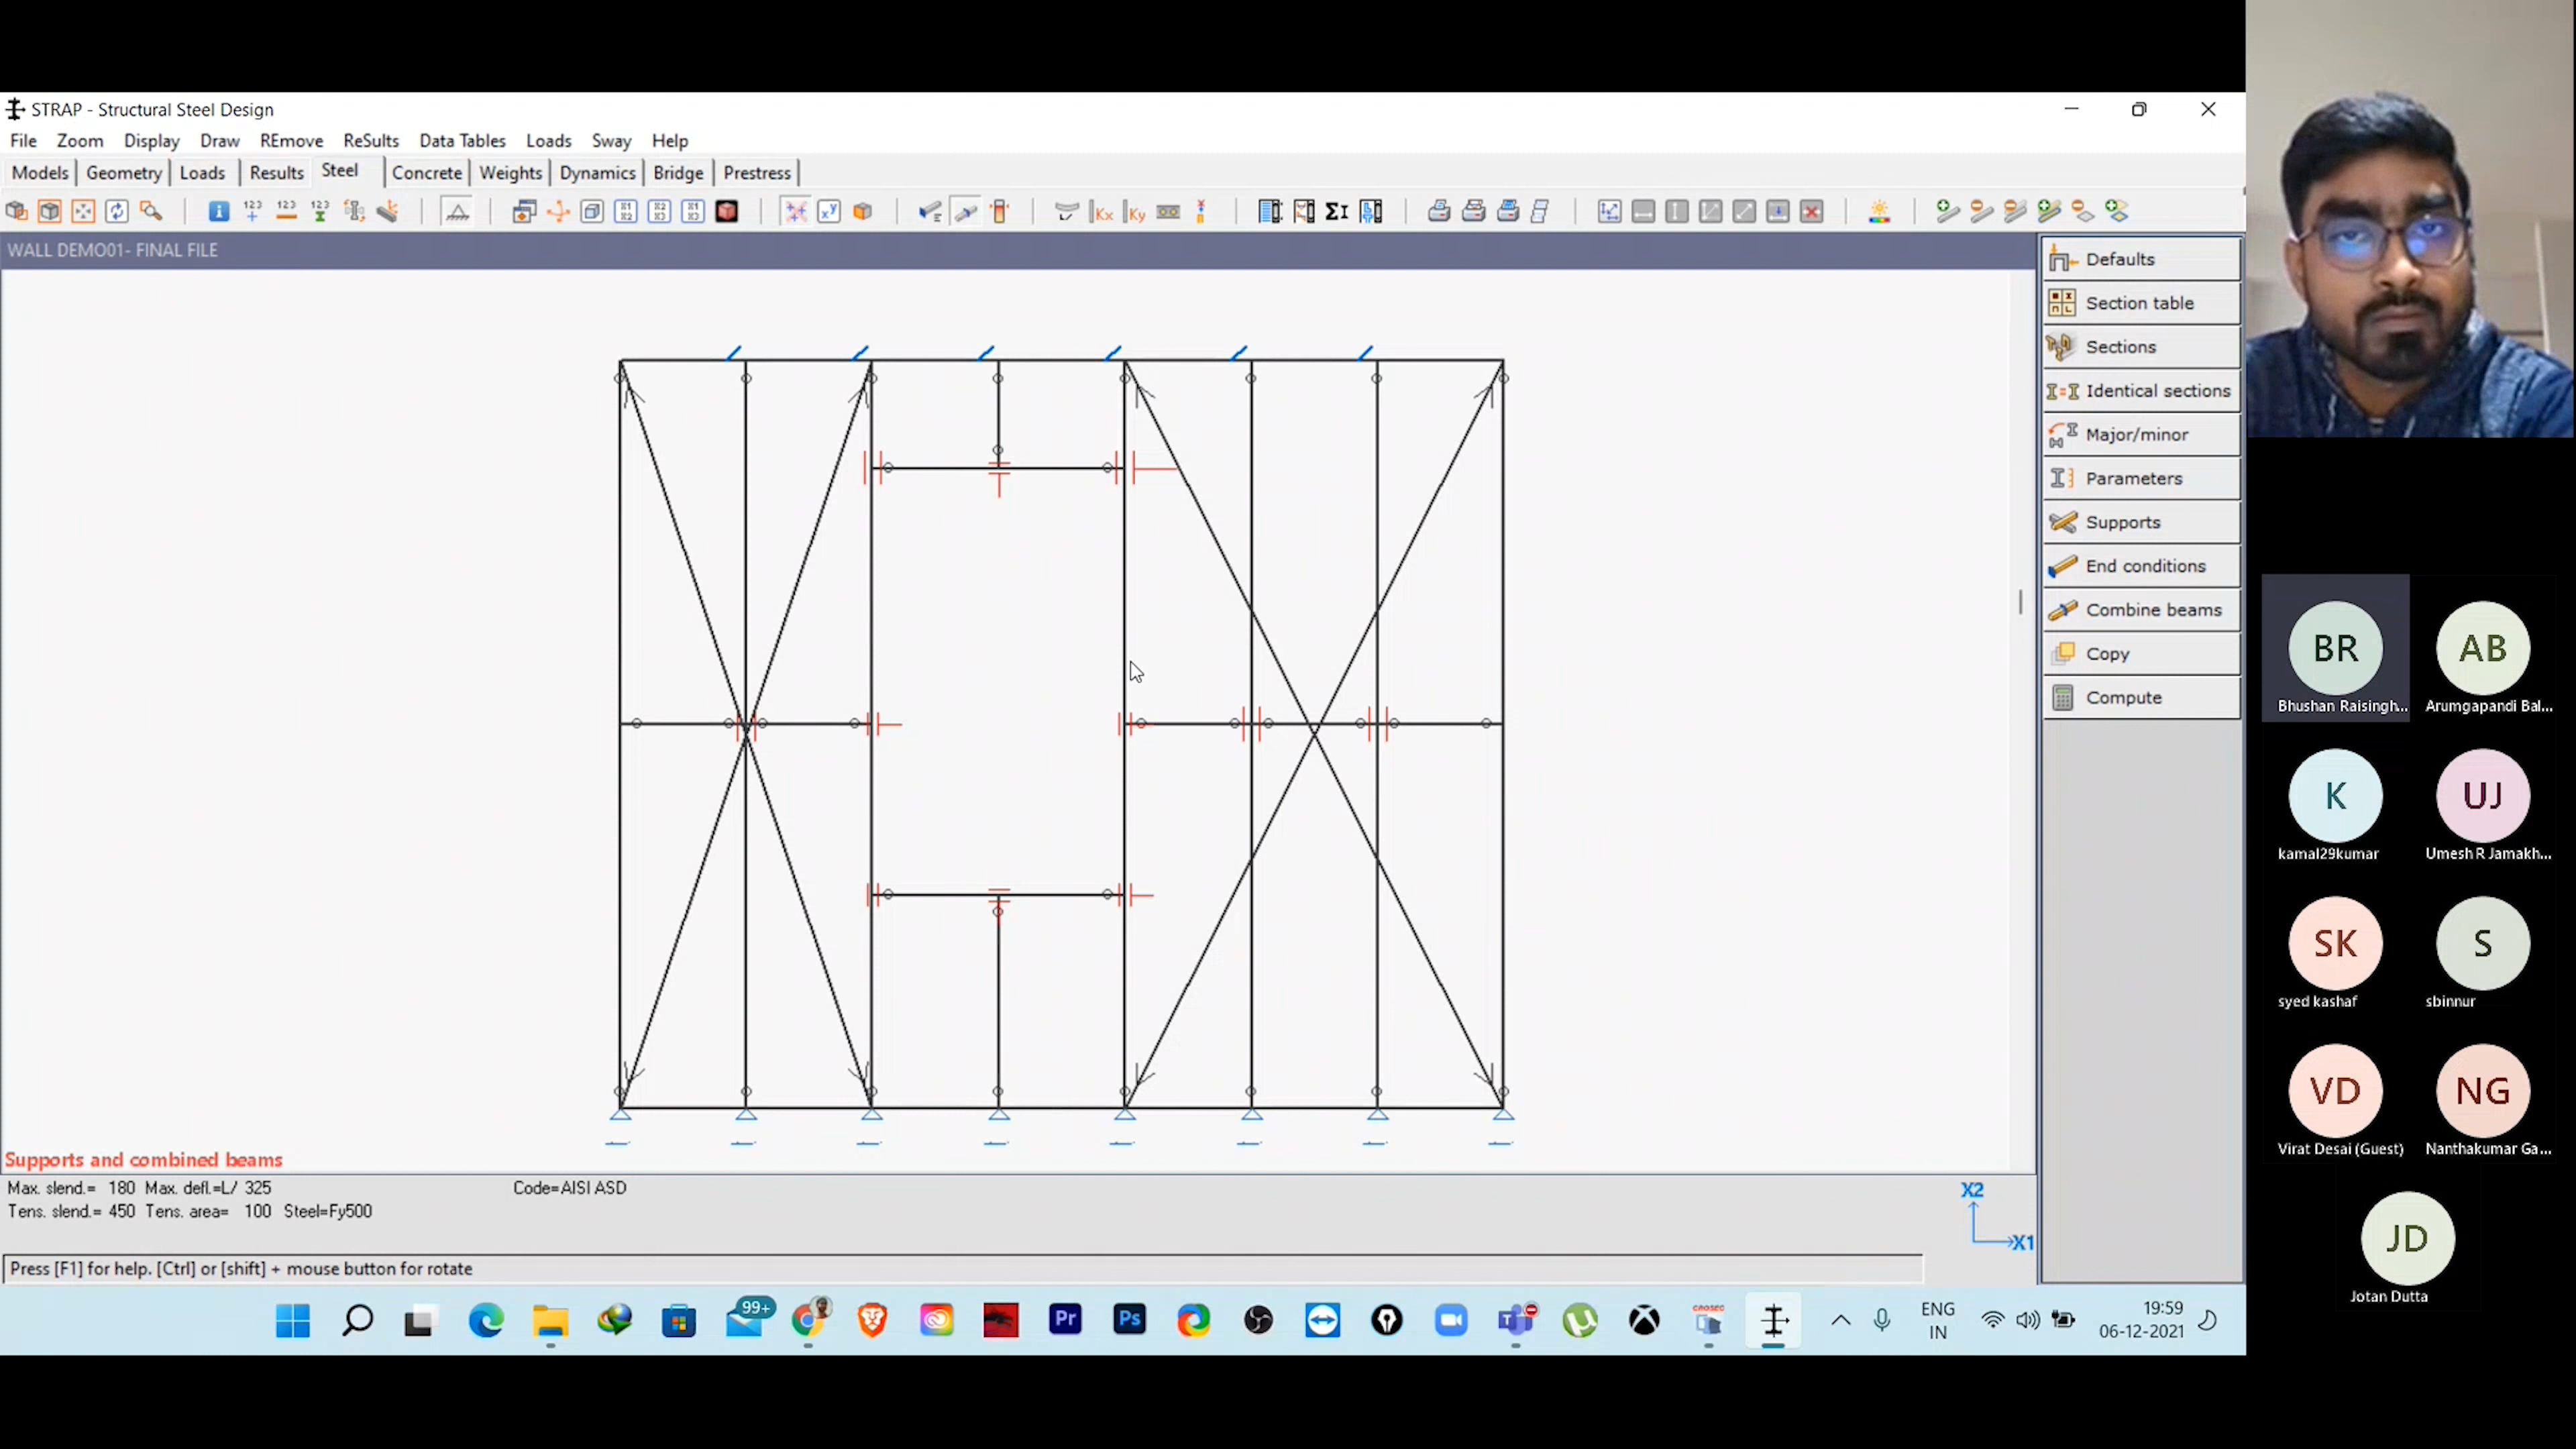 STRAP - Structural Steel Design
File Zoom Display Draw REmove ReSults Data Tables Loads Sway Help
Models Geometry Loads Results Steel Concrete Weights Dynamics Bridge Prestress
WALL DEMO01- FINAL FILE
Defaults
Section table
Sections
Identical sections
Major/minor
Parameters
Supports
End conditions
Combine beams
Copy
Compute
Supports and combined beams
Max. slend.= 180 Max. defl.=L/ 325 Code=AISI ASD
Tens. slend.= 450 Tens. area= 100 Steel=Fy500
X2
X1
Press [F1] for help. [Ctrl] or [shift] + mouse button for rotate
99+
Pr
Ps
CROSEC
ENG
IN
19:59
06-12-2021
BR
Bhushan Raisingh...
AB
Arumgapandi Bal...
K
kamal29kumar
UJ
Umesh R Jamakh...
SK
syed kashaf
S
sbinnur
VD
Virat Desai (Guest)
NG
Nanthakumar Ga...
JD
Jotan Dutta